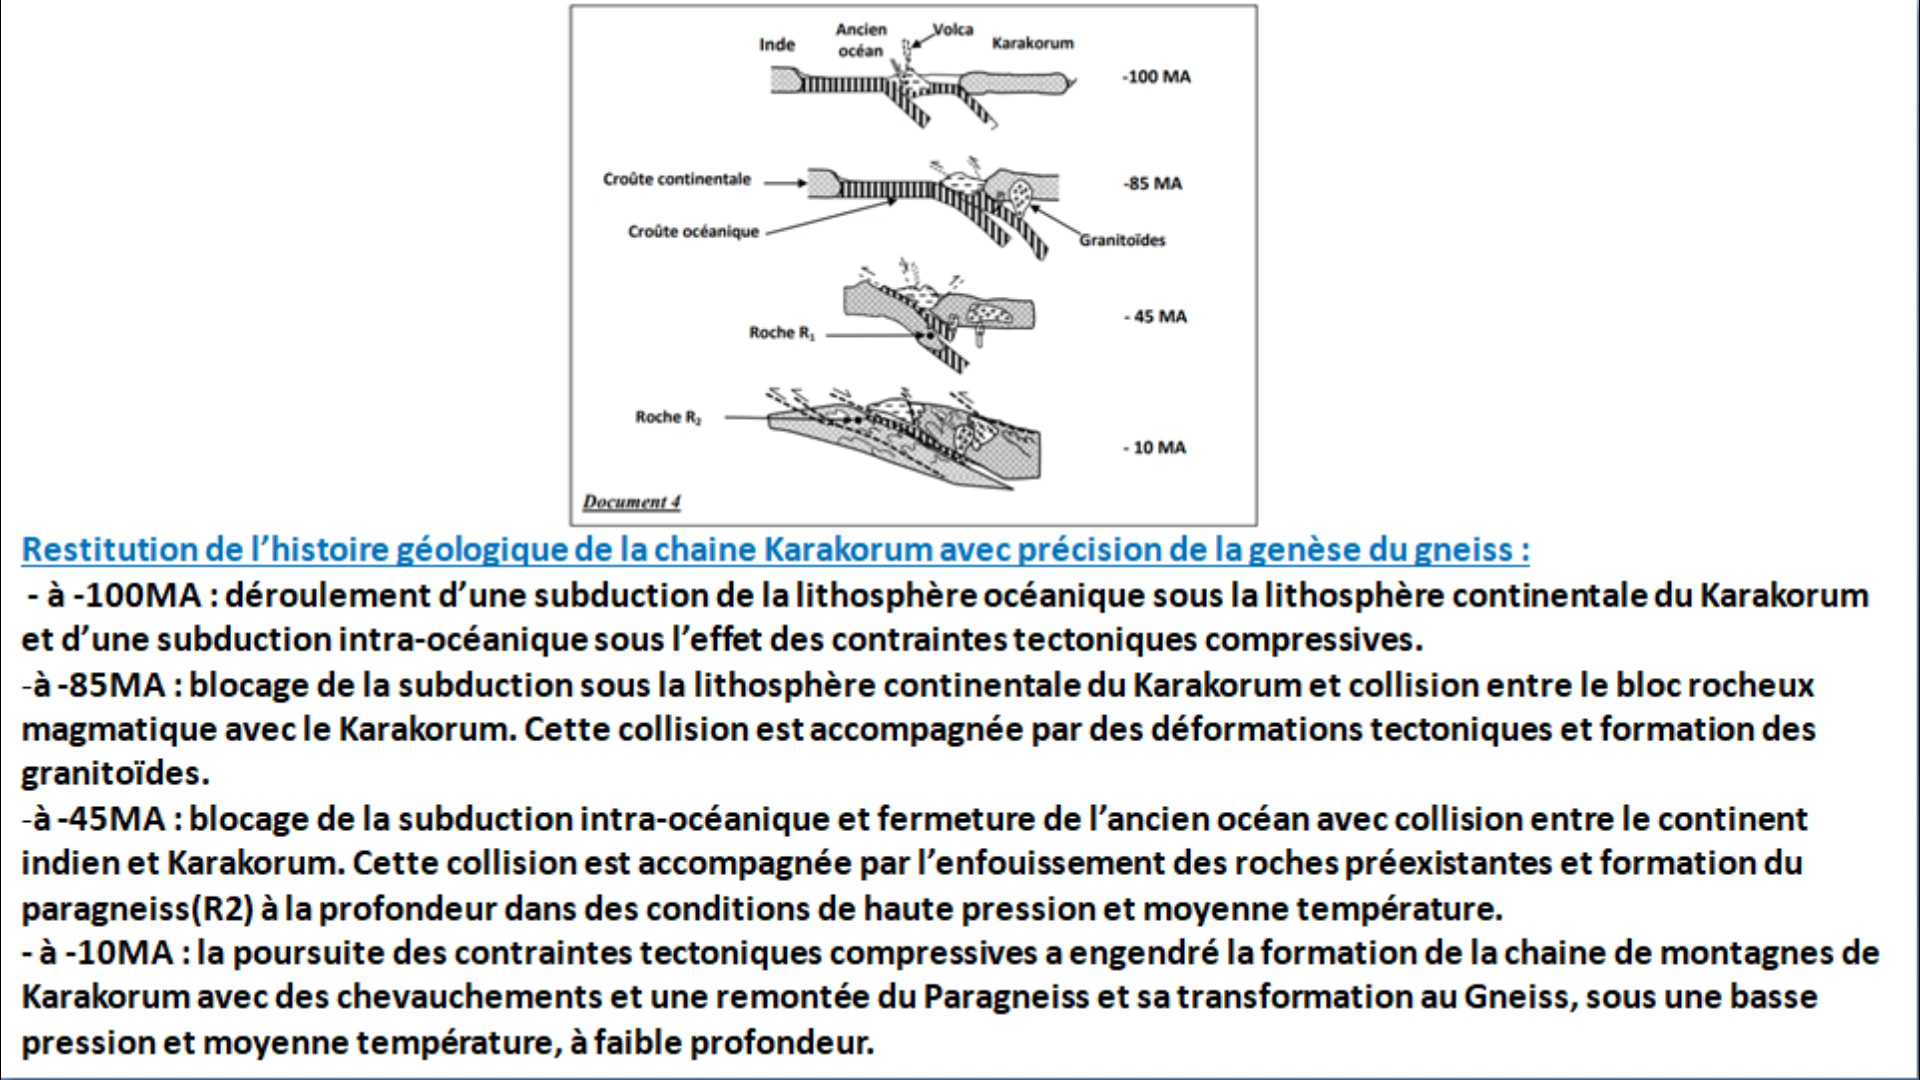 Inde
Ancien
océan
Volca
Karakorum
-100 MA
Croûte continentale
-85 MA
Croûte océanique
Granitoïdes
- 45 MA
Roche R₁
Roche R₂
- 10 MA
Document 4
Restitution de l’histoire géologique de la chaine Karakorum avec précision de la genèse du gneiss :
- à -100MA : déroulement d’une subduction de la lithosphère océanique sous la lithosphère continentale du Karakorum
et d’une subduction intra-océanique sous l’effet des contraintes tectoniques compressives.
-à -85MA : blocage de la subduction sous la lithosphère continentale du Karakorum et collision entre le bloc rocheux
magmatique avec le Karakorum. Cette collision est accompagnée par des déformations tectoniques et formation des
granitoïdes.
-à -45MA : blocage de la subduction intra-océanique et fermeture de l’ancien océan avec collision entre le continent
indien et Karakorum. Cette collision est accompagnée par l’enfouissement des roches préexistantes et formation du
paragneiss(R2) à la profondeur dans des conditions de haute pression et moyenne température.
- à -10MA : la poursuite des contraintes tectoniques compressives a engendré la formation de la chaine de montagnes de
Karakorum avec des chevauchements et une remontée du Paragneiss et sa transformation au Gneiss, sous une basse
pression et moyenne température, à faible profondeur.